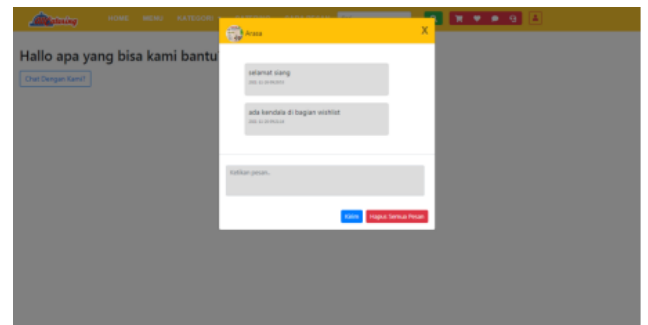 HOME MENU KATEGORI
Arasa X
Hallo apa yang bisa kami bantu
selamat siang
Chat Dengan Kami?
ada kendala di bagian wishlist
Ketikan pesan..
Kirim Hapus Semua Pesan